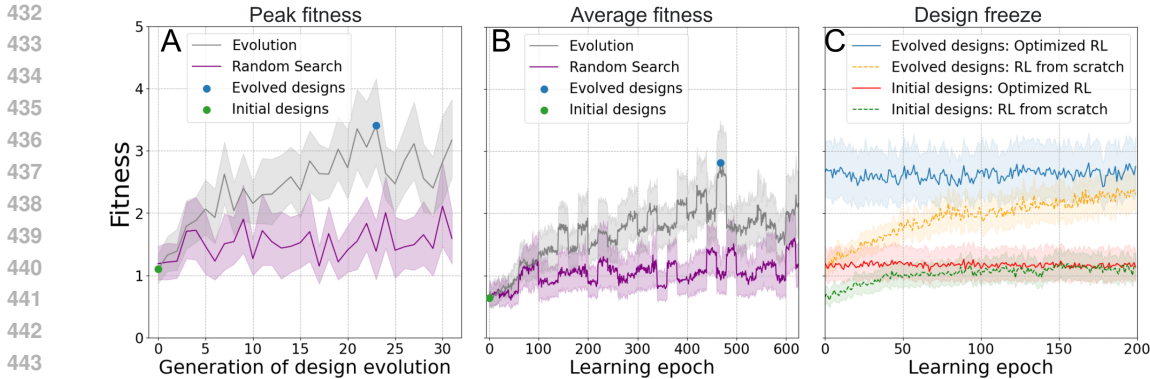 432
433
434
435
436
437
438
439
440
441
442
443
Peak fitness
A
Evolution
Random Search
Evolved designs
Initial designs
Fitness
5
4
3
2
1
0
0 5 10 15 20 25 30
Generation of design evolution
Average fitness
B
Evolution
Random Search
Evolved designs
Initial designs
0 100 200 300 400 500 600
Learning epoch
Design freeze
C
Evolved designs: Optimized RL
Evolved designs: RL from scratch
Initial designs: Optimized RL
Initial designs: RL from scratch
0 50 100 150 200
Learning epoch